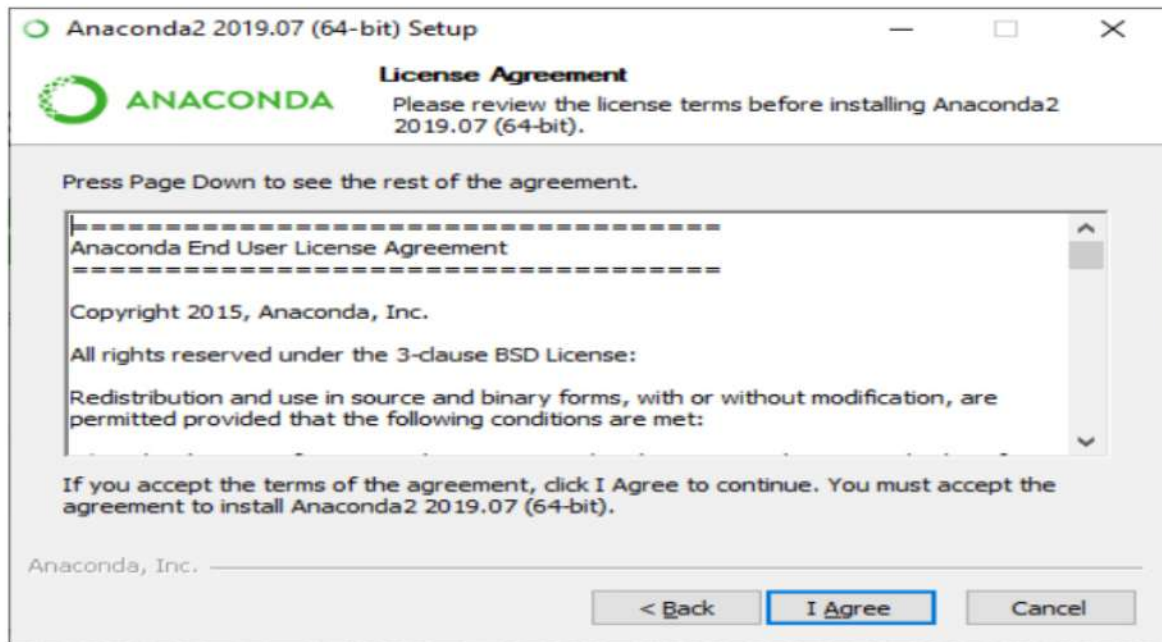 Anaconda2 2019.07 (64-bit) Setup
ANACONDA
License Agreement
Please review the license terms before installing Anaconda2
2019.07 (64-bit).
Press Page Down to see the rest of the agreement.
===================================
Anaconda End User License Agreement
===================================
Copyright 2015, Anaconda, Inc.
All rights reserved under the 3-clause BSD License:
Redistribution and use in source and binary forms, with or without modification, are
permitted provided that the following conditions are met:
If you accept the terms of the agreement, click I Agree to continue. You must accept the
agreement to install Anaconda2 2019.07 (64-bit).
Anaconda, Inc.
< Back
I Agree
Cancel